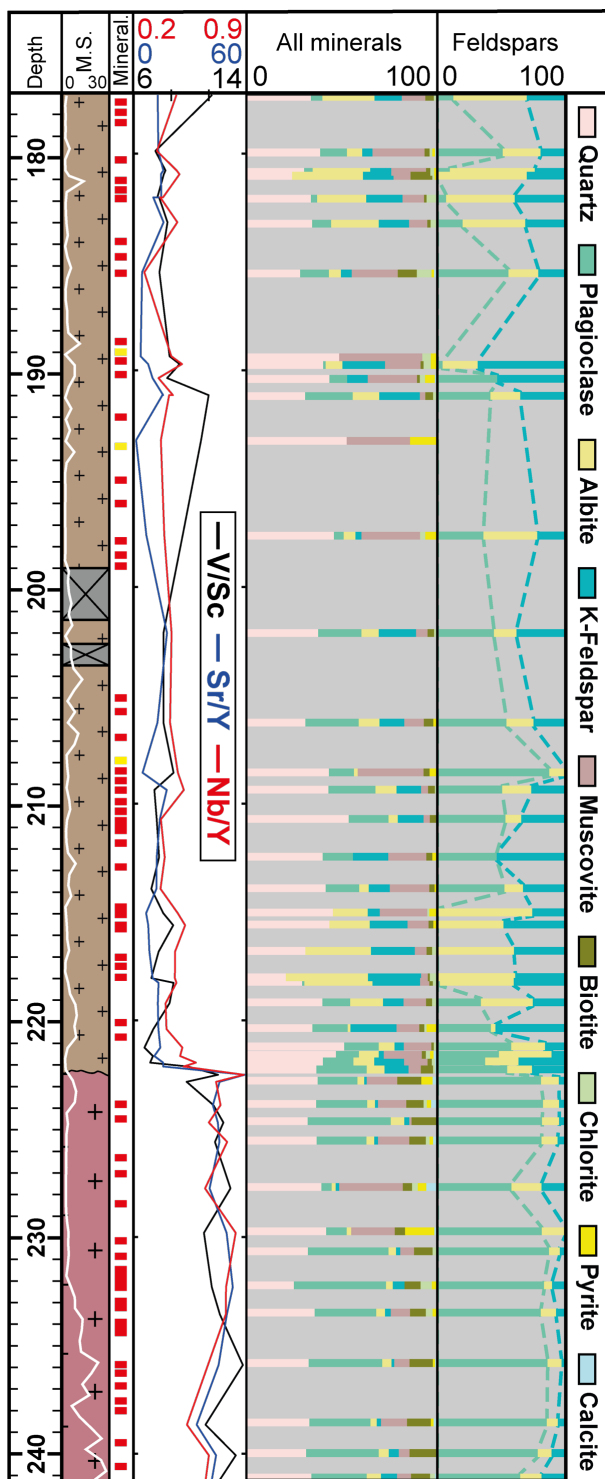 Depth
M.S.
0 30
Mineral.
0.2 0.9
0 60
6 14
All minerals
0 100
Feldspars
0 100
Quartz
Plagioclase
Albite
K-Feldspar
Muscovite
Biotite
Chlorite
Pyrite
Calcite
V/Sc Sr/Y Nb/Y
180
190
200
210
220
230
240